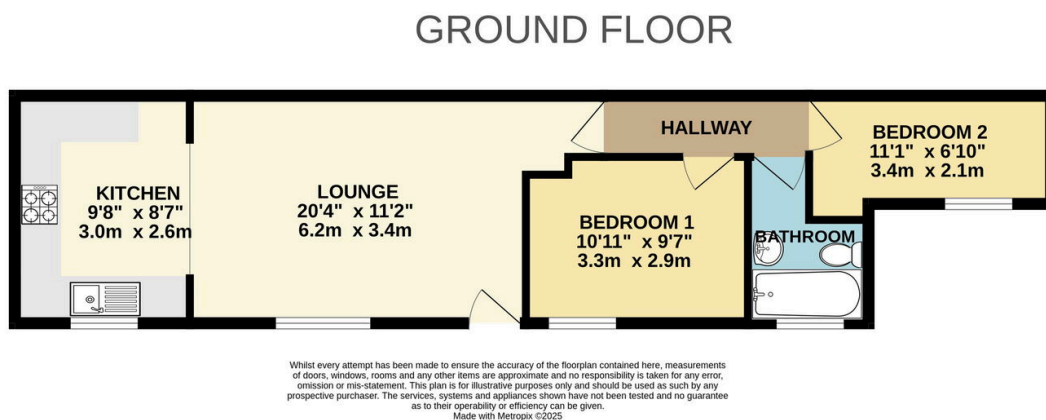 GROUND FLOOR
KITCHEN
9'8" x 8'7"
3.0m x 2.6m
LOUNGE
20'4" x 11'2"
6.2m x 3.4m
HALLWAY
BEDROOM 1
10'11" x 9'7"
3.3m x 2.9m
BATHROOM
BEDROOM 2
11'1" x 6'10"
3.4m x 2.1m
Whilst every attempt has been made to ensure the accuracy of the floorplan contained here, measurements
of doors, windows, rooms and any other items are approximate and no responsibility is taken for any error,
omission or mis-statement. This plan is for illustrative purposes only and should be used as such by any
prospective purchaser. The services, systems and appliances shown have not been tested and no guarantee
as to their operability or efficiency can be given.
Made with Metropix ©2025